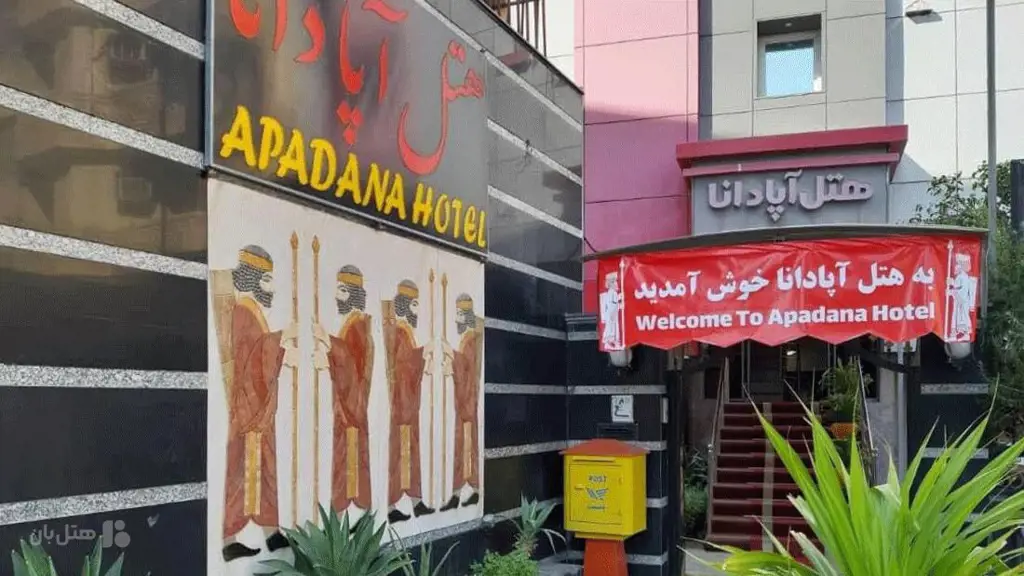 هتل آپادانا
APADANA HOTEL
هتل آپادانا
به هتل آپادانا خوش آمدید
Welcome To Apadana Hotel
POST
هتل‌بان